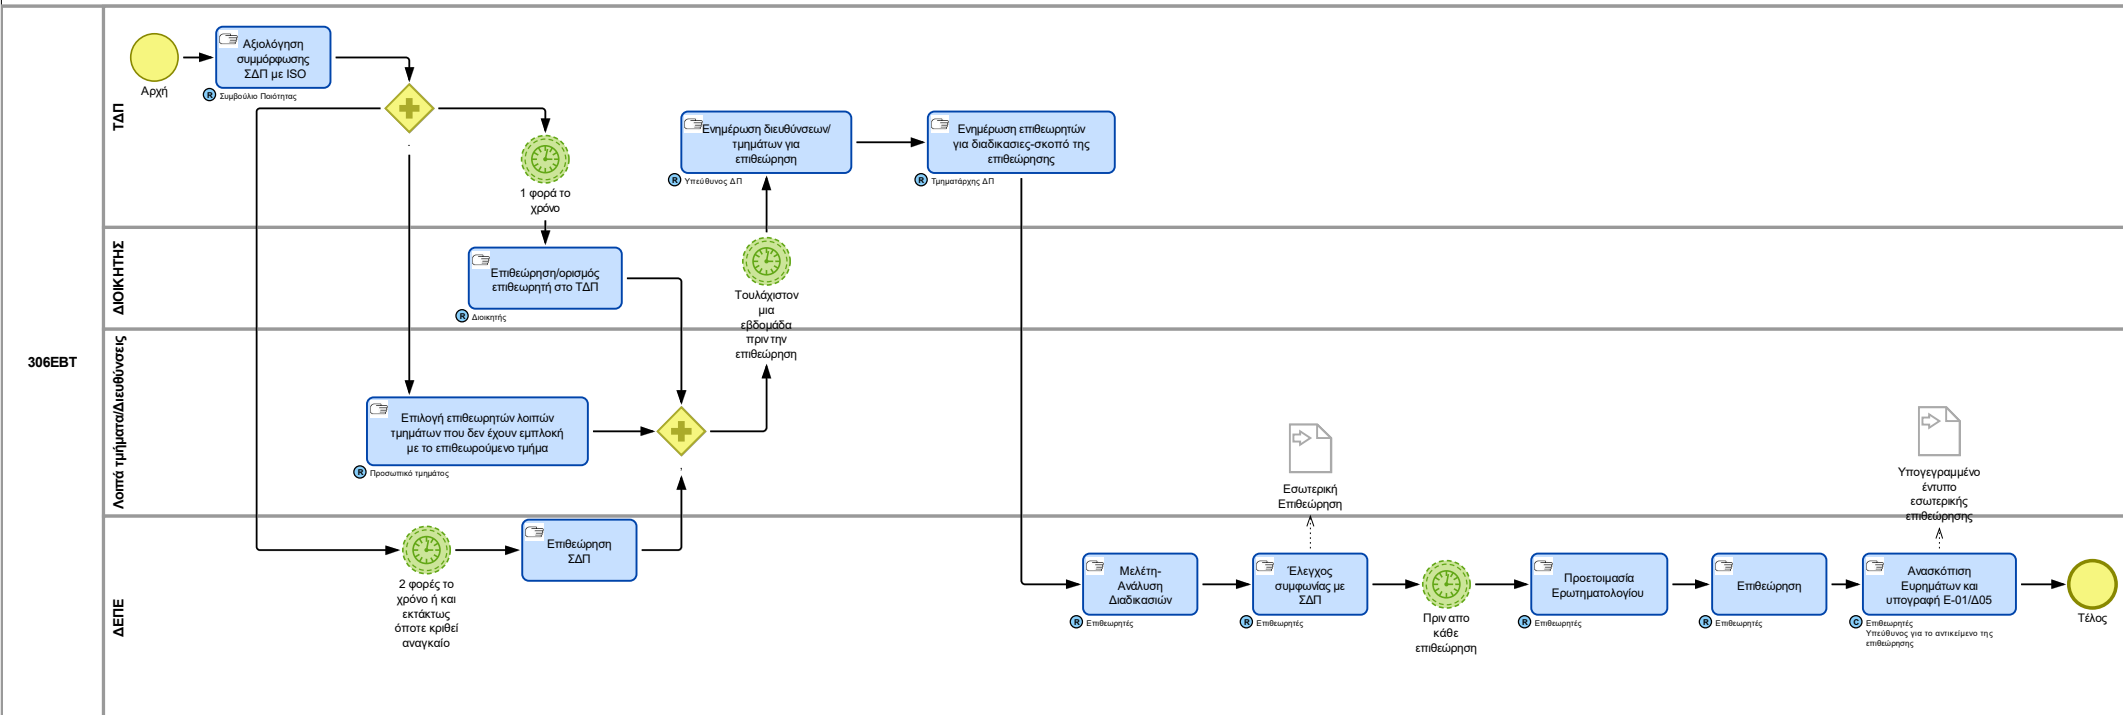 306ΕΒΤ
ΤΔΠ
Αρχή
Αξιολόγηση
συμμόρφωσης
ΣΔΠ με ISO
R Συμβούλιο Ποιότητας
1 φορά το
χρόνο
Ενημέρωση διευθύνσεων/
τμημάτων για
επιθεώρηση
R Υπεύθυνος ΔΠ
Ενημέρωση επιθεωρητών
για διαδικασιες-σκοπό της
επιθεώρησης
R Τμηματάρχης ΔΠ
ΔΙΟΙΚΗΤΗΣ
Επιθεώρηση/ορισμός
επιθεωρητή στο ΤΔΠ
R Διοικητής
Τουλάχιστον
μια
εβδομάδα
πριν την
επιθεώρηση
Λοιπά τμήματα/Διευθύνσεις
Επιλογή επιθεωρητών λοιπών
τμημάτων που δεν έχουν εμπλοκή
με το επιθεωρούμενο τμήμα
R Προσωπικό τμημάτος
Εσωτερική
Επιθεώρηση
Υπογεγραμμένο
έντυπο
εσωτερικής
επιθεώρησης
ΔΕΠΕ
2 φορές το
χρόνο ή και
εκτάκτως
όποτε κριθεί
αναγκαίο
Επιθεώρηση
ΣΔΠ
Μελέτη-
Ανάλυση
Διαδικασιών
R Επιθεωρητές
Έλεγχος
συμφωνίας με
ΣΔΠ
R Επιθεωρητές
Πριν απο
κάθε
επιθεώρηση
Προετοιμασία
Ερωτηματολογίου
R Επιθεωρητές
Επιθεώρηση
R Επιθεωρητές
Ανασκόπιση
Ευρημάτων και
υπογραφή Ε-01/Δ05
C Επιθεωρητές
Υπεύθυνος για το αντικείμενο της
επιθεώρησης
Τέλος